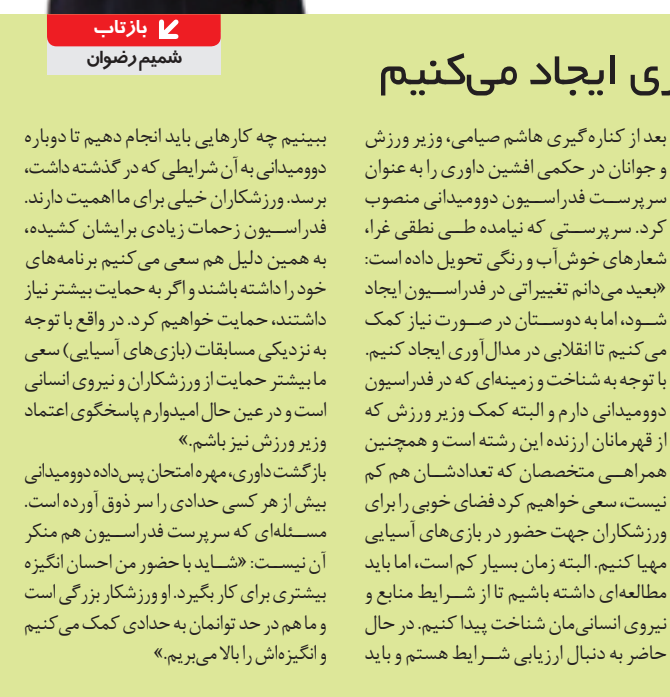 بازتاب
شمیم رضوان
ری ایجاد می‌کنیم
بعد از کناره‌گیری هاشم صیامی، وزیر ورزش
و جوانان در حکمی افشین داوری را به عنوان
سرپرست فدراسیون دوومیدانی منصوب
کرد. سرپرستی که نیامده طی نطقی غرا،
شعارهای خوش‌آب و رنگی تحویل داده است:
«بعید می‌دانم تغییراتی در فدراسیون ایجاد
شود، اما به دوستان در صورت نیاز کمک
می‌کنیم تا انقلابی در مدال‌آوری ایجاد کنیم.
با توجه به شناخت و زمینه‌ای که در فدراسیون
دوومیدانی دارم و البته کمک وزیر ورزش که
از قهرمانان ارزنده این رشته است و همچنین
همراهی متخصصان که تعدادشان هم کم
نیست، سعی خواهیم کرد فضای خوبی را برای
ورزشکاران جهت حضور در بازی‌های آسیایی
مهیا کنیم. البته زمان بسیار کم است، اما باید
مطالعه‌ای داشته باشیم تا از شرایط منابع و
نیروی انسانی‌مان شناخت پیدا کنیم. در حال
حاضر به دنبال ارزیابی شرایط هستم و باید
ببینیم چه کارهایی باید انجام دهیم تا دوباره
دوومیدانی به آن شرایطی که در گذشته داشت،
برسد. ورزشکاران خیلی برای ما اهمیت دارند.
فدراسیون زحمات زیادی برایشان کشیده،
به همین دلیل هم سعی می‌کنیم برنامه‌های
خود را داشته باشند و اگر به حمایت بیشتر نیاز
داشتند، حمایت خواهیم کرد. در واقع با توجه
به نزدیکی مسابقات (بازی‌های آسیایی) سعی
ما بیشتر حمایت از ورزشکاران و نیروی انسانی
است و در عین حال امیدوارم پاسخگوی اعتماد
وزیر ورزش نیز باشم.»
بازگشت داوری، مهره امتحان پس‌داده دوومیدانی
بیش از هر کسی حدادی را سر ذوق آورده است.
مسئله‌ای که سرپرست فدراسیون هم منکر
آن نیست: «شاید با حضور من احسان انگیزه
بیشتری برای کار بگیرد. او ورزشکار بزرگی است
و ما هم در حد توانمان به حدادی کمک می‌کنیم
و انگیزه‌اش را بالا می‌بریم.»